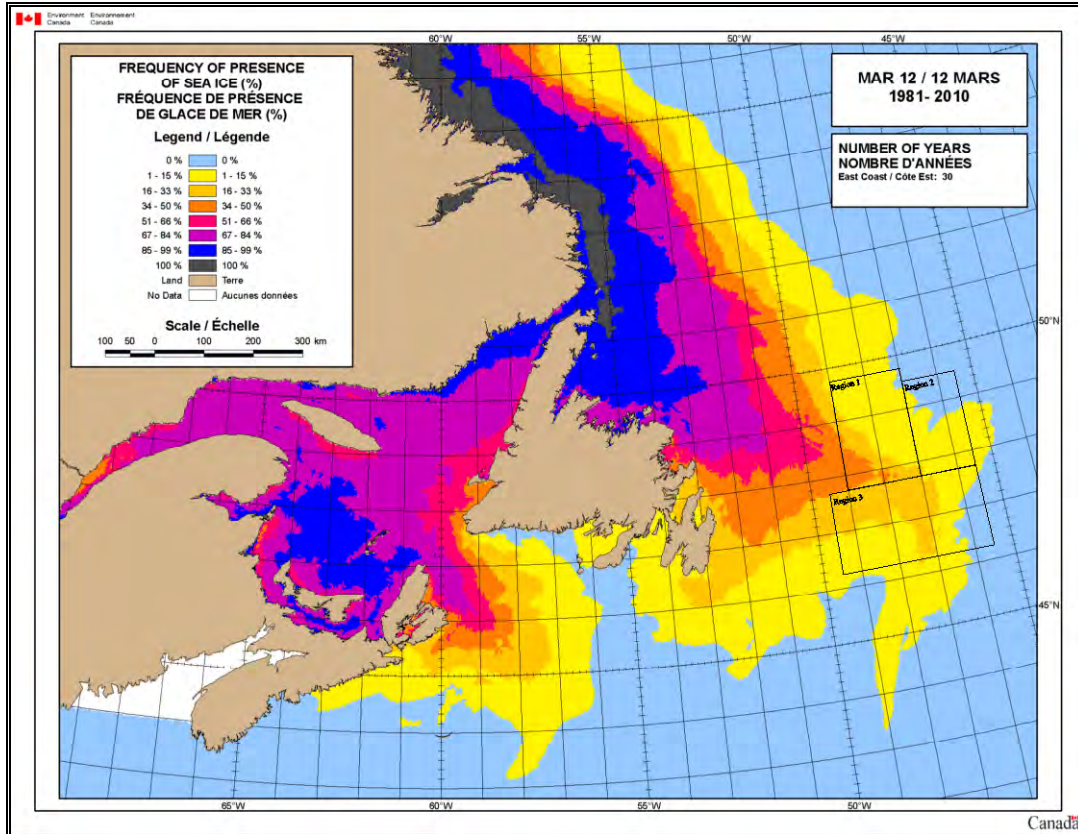 Environment Environnement
Canada Canada
60°W 55°W 50°W 45°W
FREQUENCY OF PRESENCE
OF SEA ICE (%)
FRÉQUENCE DE PRÉSENCE
DE GLACE DE MER (%)
Legend / Légende
0 % 0 %
1 - 15% 1 - 15%
16 - 33% 16 - 33%
34 - 50% 34 - 50%
51 - 66% 51 - 66%
67 - 84% 67 - 84%
85 - 99% 85 - 99%
100 % 100 %
Land Terre
No Data Aucunes données
Scale / Échelle
100 50 0 100 200 300 km
MAR 12 / 12 MARS
1981- 2010
NUMBER OF YEARS
NOMBRE D'ANNÉES
East Coast / Côte Est: 30
50°N
Region 1
Region 2
Region 3
45°N
65°W 60°W 55°W 50°W
Canada